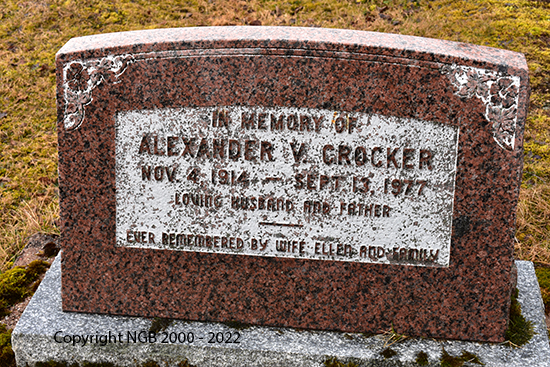 IN MEMORY OF
ALEXANDER V. CROCKER
NOV. 4, 1914 — SEPT. 13, 1977
LOVING HUSBAND AND FATHER
EVER REMEMBERED BY WIFE ELLEN AND FAMILY
Copyright NGB 2000 - 2022